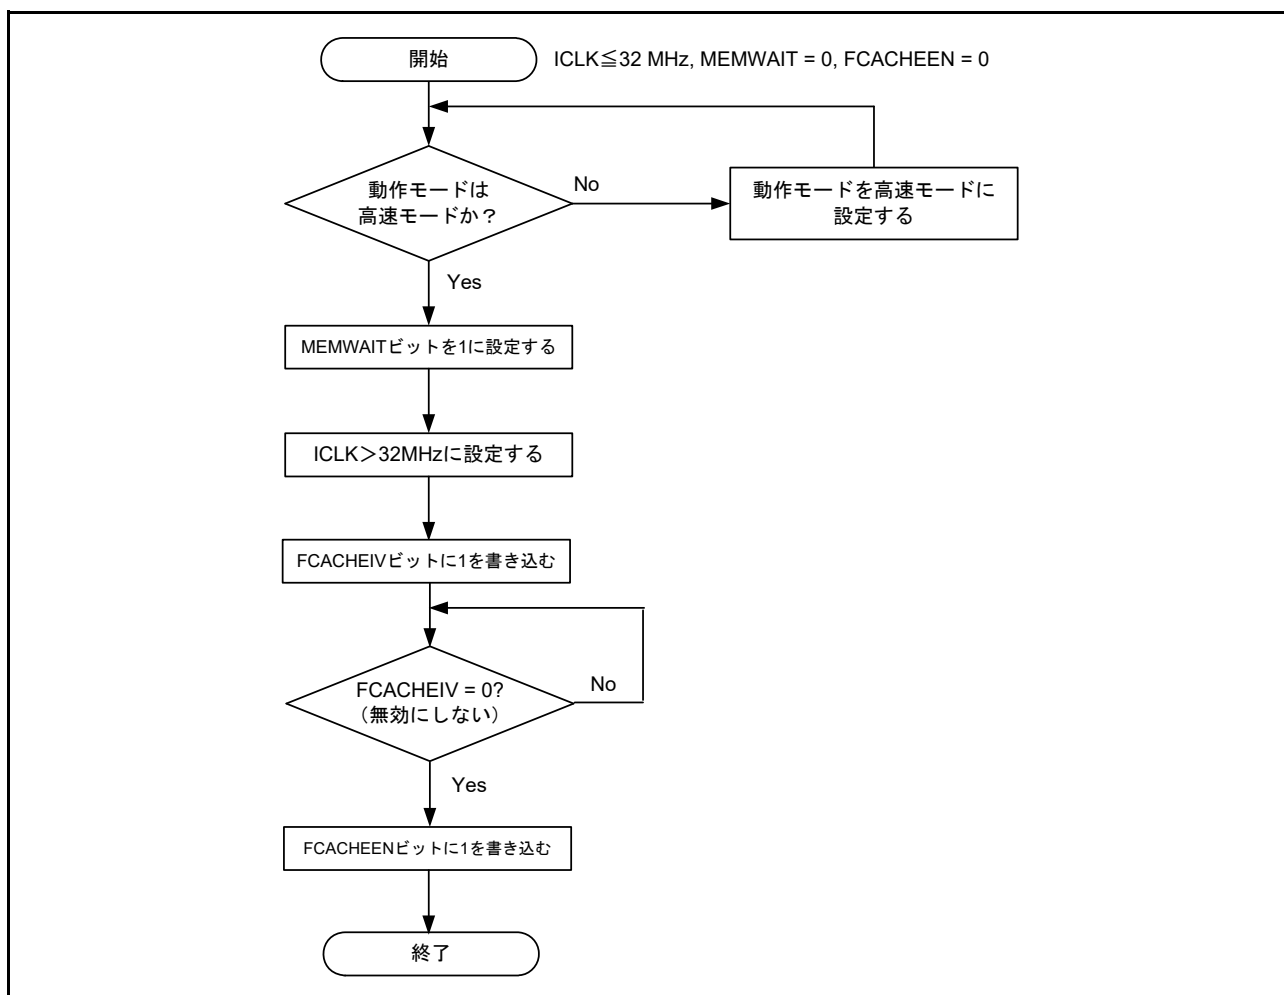 開始
ICLK≦32 MHz, MEMWAIT = 0, FCACHEEN = 0
動作モードは
高速モードか？
No
動作モードを高速モードに
設定する
Yes
MEMWAITビットを1に設定する
ICLK＞32MHzに設定する
FCACHEIVビットに1を書き込む
FCACHEIV = 0?
（無効にしない）
No
Yes
FCACHEENビットに1を書き込む
終了